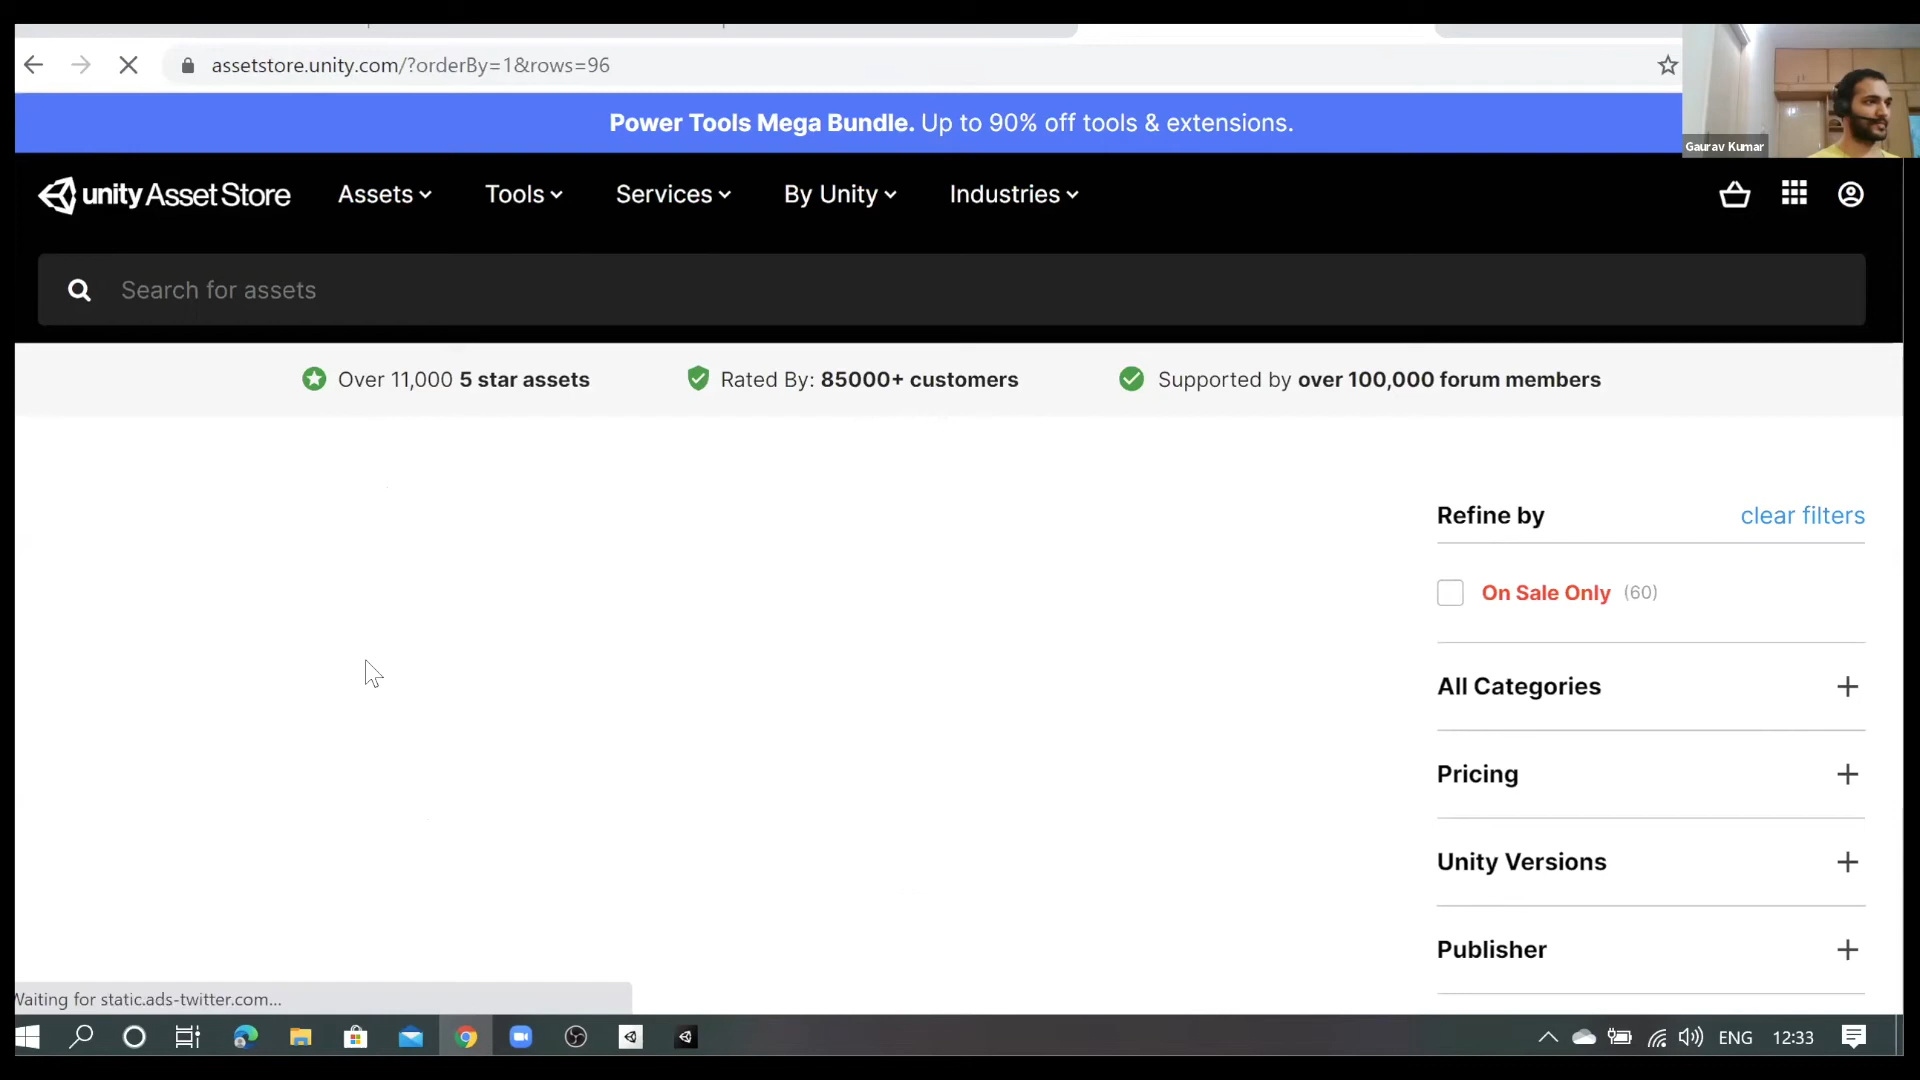 assetstore.unity.com/?orderBy=1&rows=96
Power Tools Mega Bundle. Up to 90% off tools & extensions.
Gaurav Kumar
unity Asset Store
Assets
Tools
Services
By Unity
Industries
Search for assets
Over 11,000 5 star assets
Rated By: 85000+ customers
Supported by over 100,000 forum members
Refine by
clear filters
On Sale Only (60)
All Categories
Pricing
Unity Versions
Publisher
Waiting for static.ads-twitter.com...
ENG
12:33